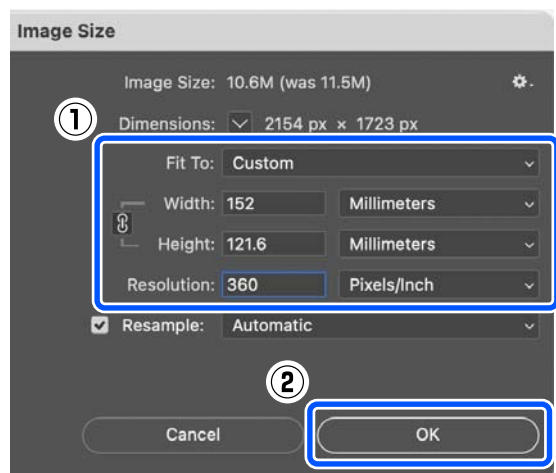 Image Size
Image Size: 10.6M (was 11.5M)
①
Dimensions: 2154 px × 1723 px
Fit To: Custom
Width: 152 Millimeters
Height: 121.6 Millimeters
Resolution: 360 Pixels/Inch
Resample: Automatic
②
Cancel OK